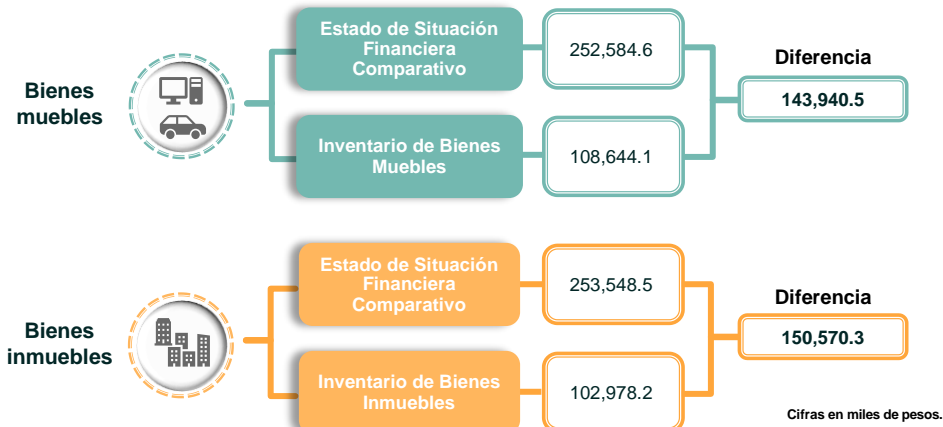 Bienes
muebles
Estado de Situación
Financiera
Comparativo
252,584.6
Inventario de Bienes
Muebles
108,644.1
Diferencia
143,940.5
Bienes
inmuebles
Estado de Situación
Financiera
Comparativo
253,548.5
Inventario de Bienes
Inmuebles
102,978.2
Diferencia
150,570.3
Cifras en miles de pesos.